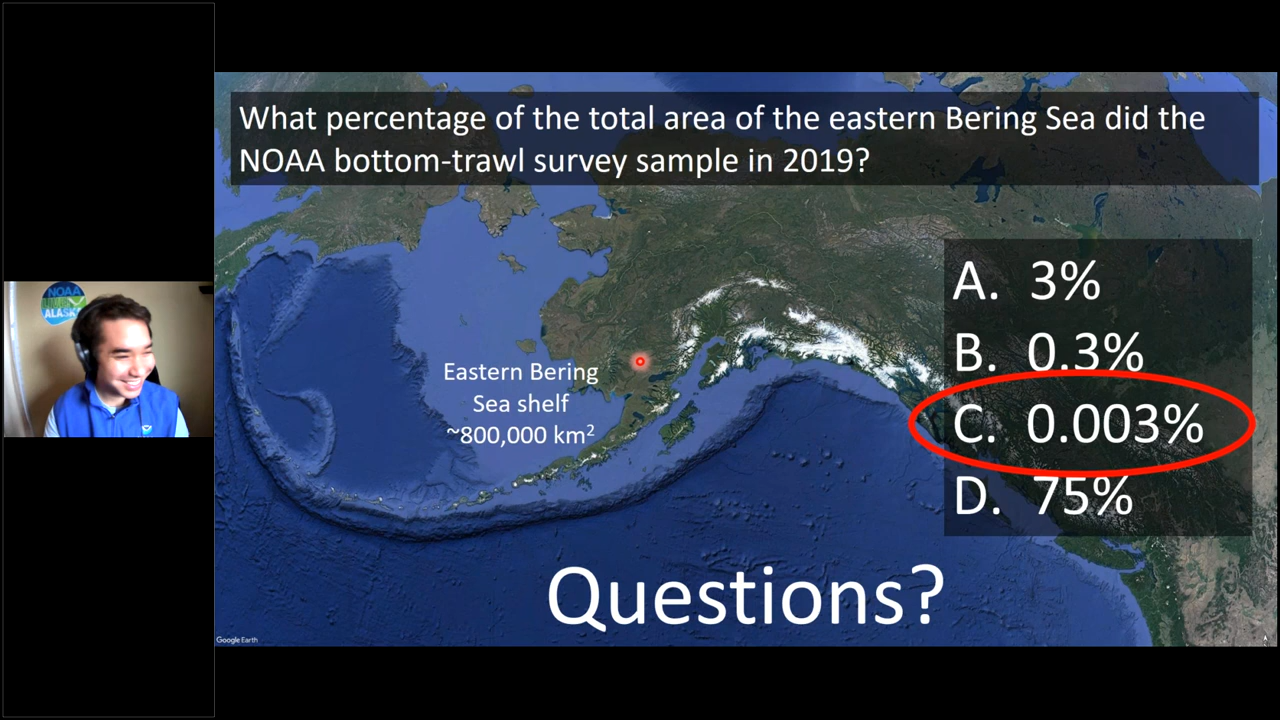 What percentage of the total area of the eastern Bering Sea did the
NOAA bottom-trawl survey sample in 2019?
A. 3%
B. 0.3%
C. 0.003%
D. 75%
Eastern Bering
Sea shelf
~800,000 km²
Questions?
Google Earth
NOAA
ALASKA